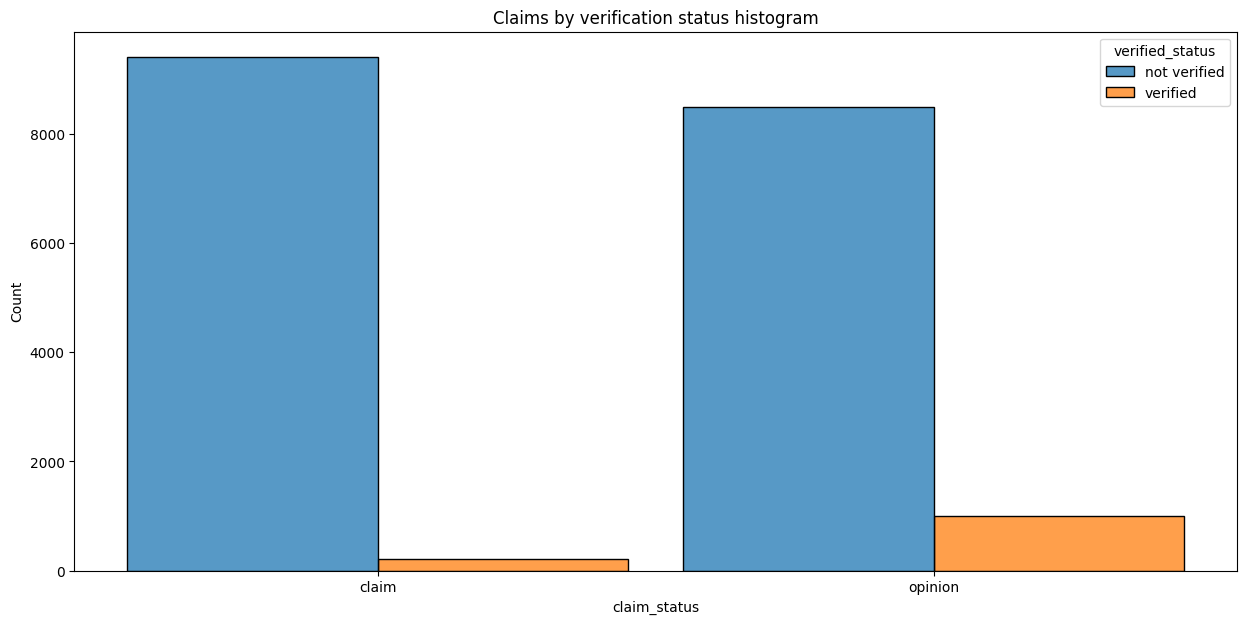 Claims by verification status histogram
verified_status
not verified
verified
8000
6000
4000
2000
0
Count
claim
opinion
claim_status